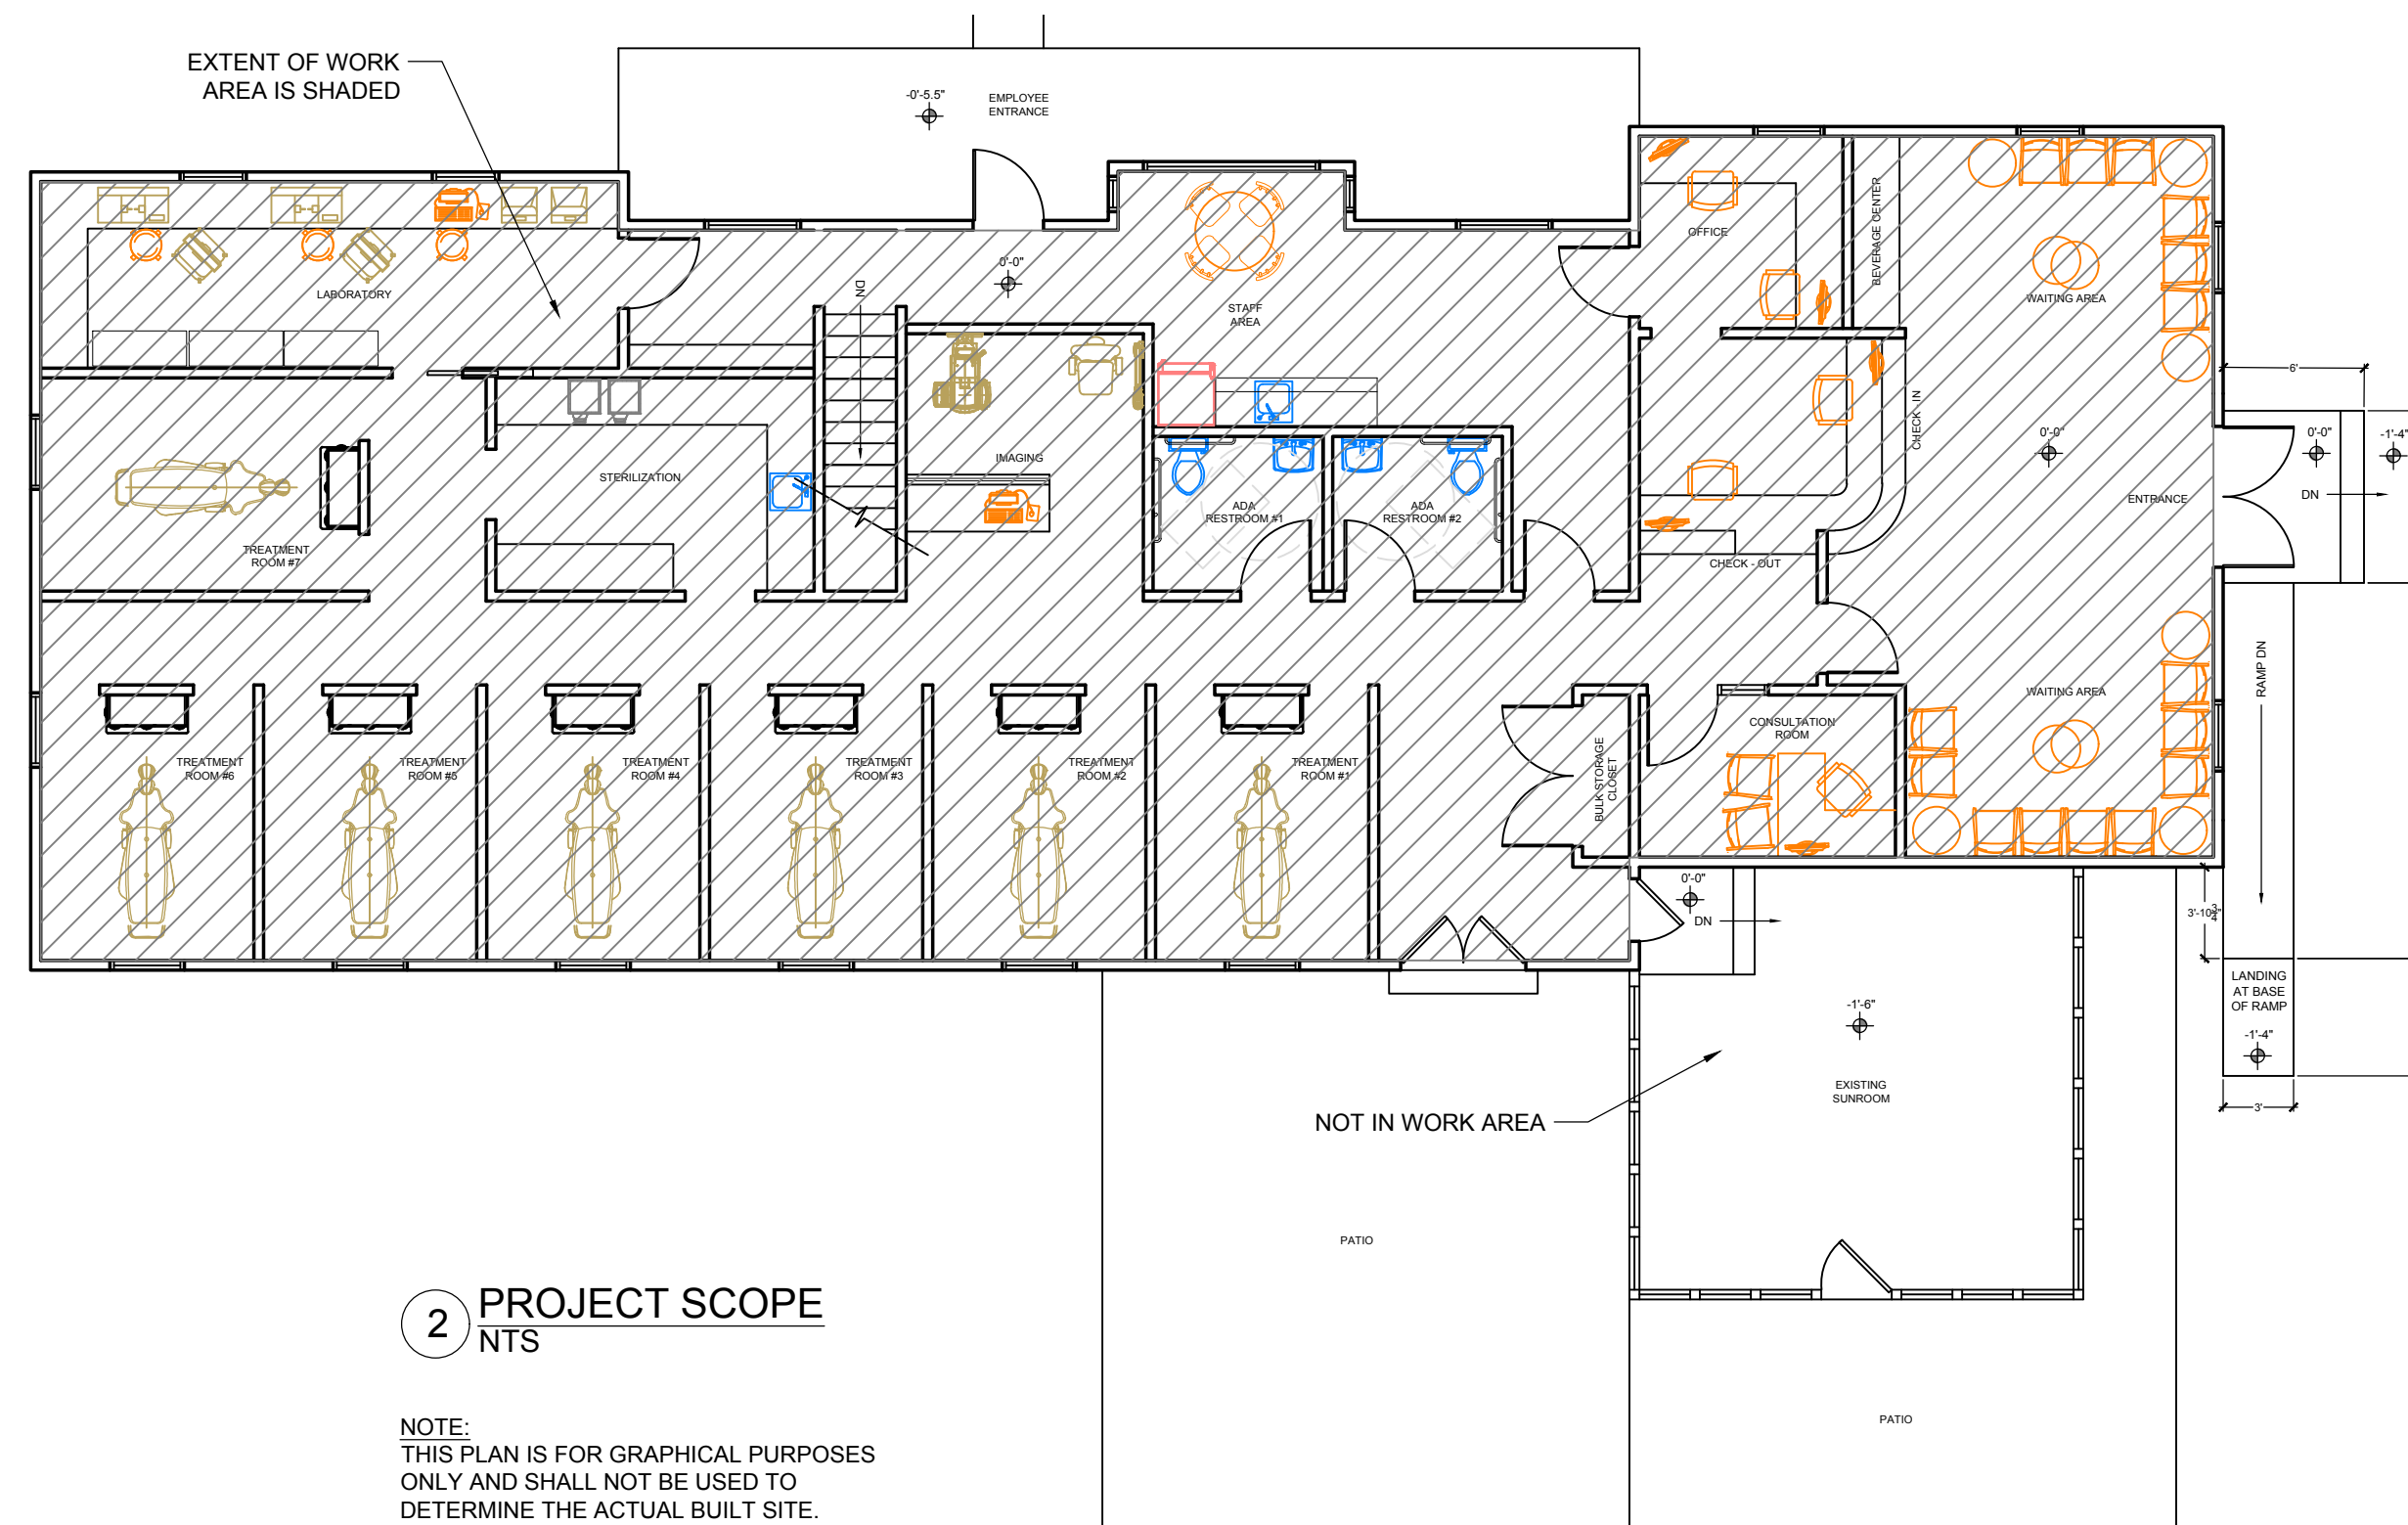 EXTENT OF WORK
AREA IS SHADED
-0'-5.5"
EMPLOYEE
ENTRANCE
LABORATORY
DN
0'-0"
STAFF
AREA
OFFICE
BEVERAGE CENTER
WAITING AREA
6'
CHECK - IN
0'-0"
0'-0"
-1'-4"
DN
ENTRANCE
STERILIZATION
IMAGING
ADA
RESTROOM #1
ADA
RESTROOM #2
TREATMENT
ROOM #7
CHECK - OUT
RAMP DN
WAITING AREA
CONSULTATION
ROOM
TREATMENT
ROOM #6
TREATMENT
ROOM #5
TREATMENT
ROOM #4
TREATMENT
ROOM #3
TREATMENT
ROOM #2
TREATMENT
ROOM #1
BULK STORAGE
CLOSET
0'-0"
DN
3'-10 3/4"
LANDING
AT BASE
OF RAMP
-1'-4"
3'
-1'-6"
EXISTING
SUNROOM
NOT IN WORK AREA
PATIO
PATIO
2
PROJECT SCOPE
NTS
NOTE:
THIS PLAN IS FOR GRAPHICAL PURPOSES
ONLY AND SHALL NOT BE USED TO
DETERMINE THE ACTUAL BUILT SITE.